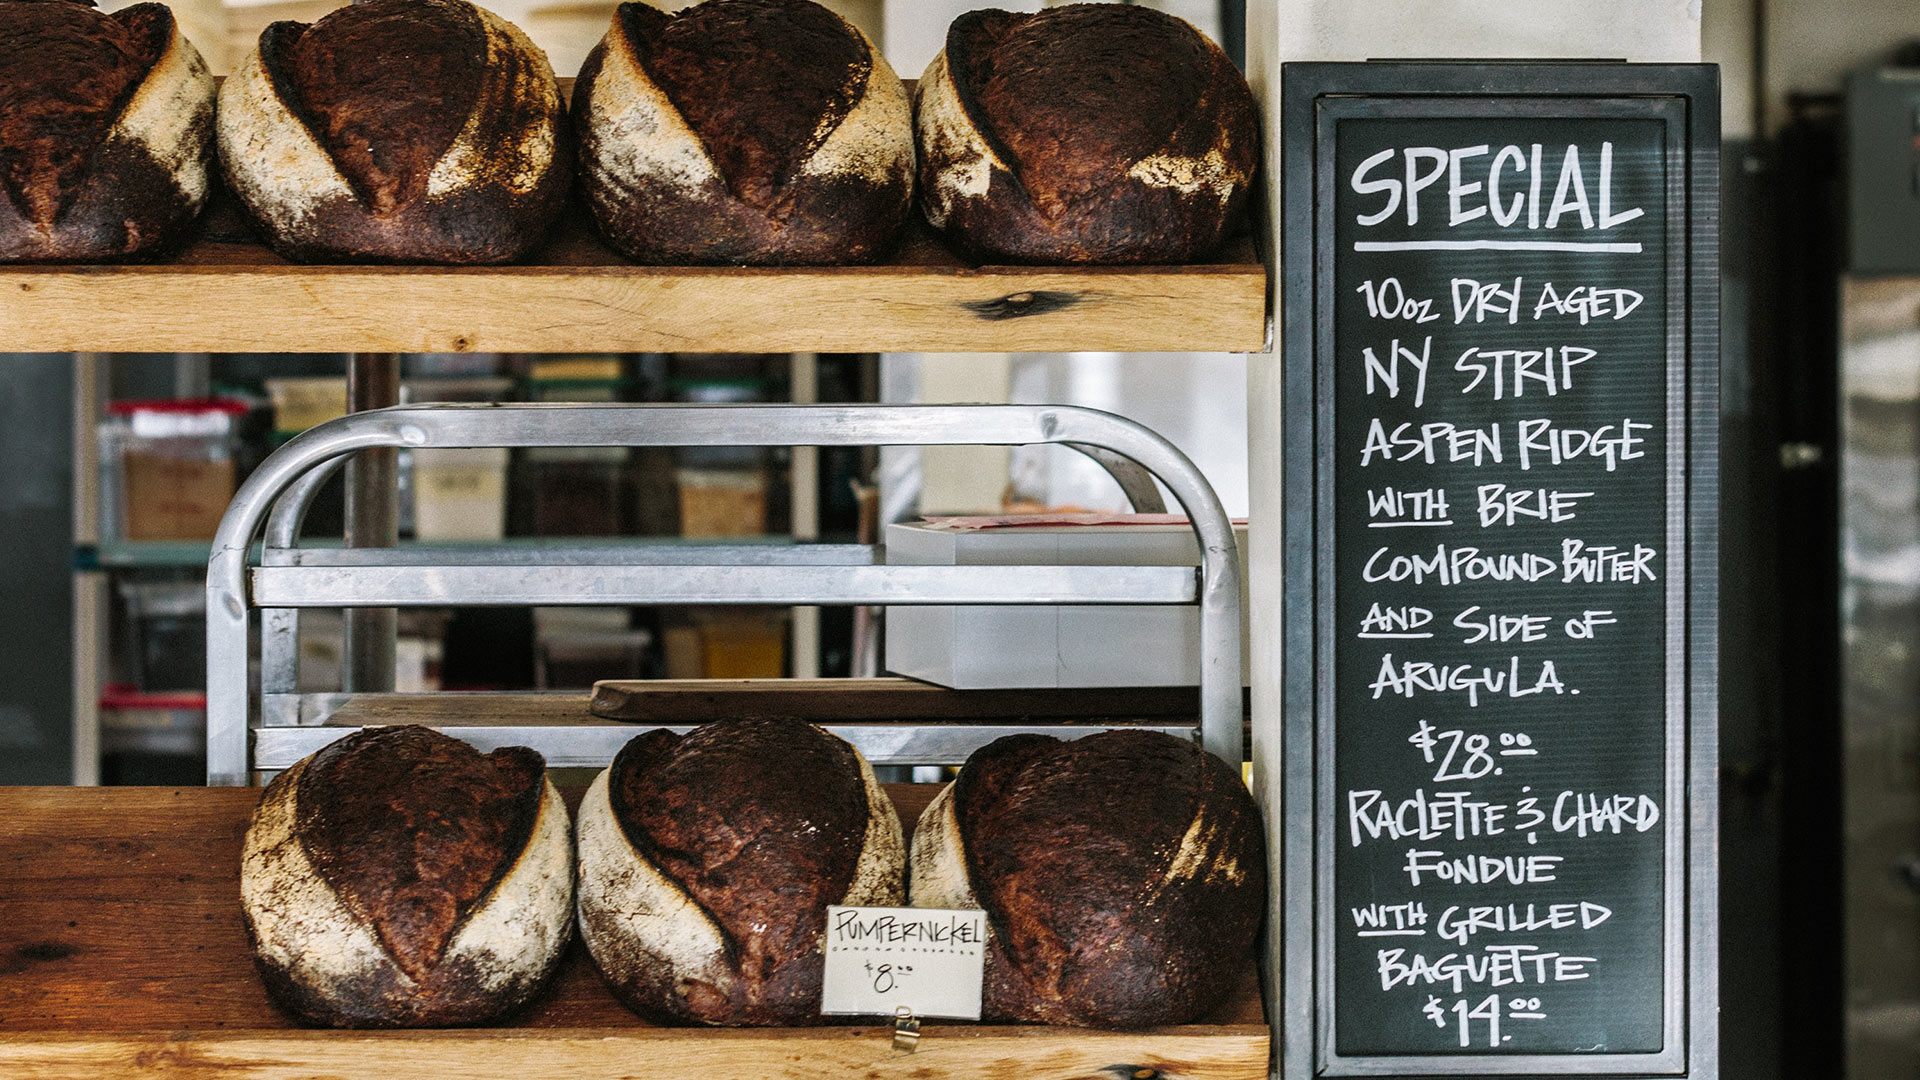 PUMPERNICKEL
$8.00
SPECIAL
10oz DRY AGED
NY STRIP
ASPEN RIDGE
WITH BRIE
COMPOUND BUTTER
AND SIDE OF
ARUGULA.
$28.00
RACLETTE & CHARD
FONDUE
WITH GRILLED
BAGUETTE
$14.00